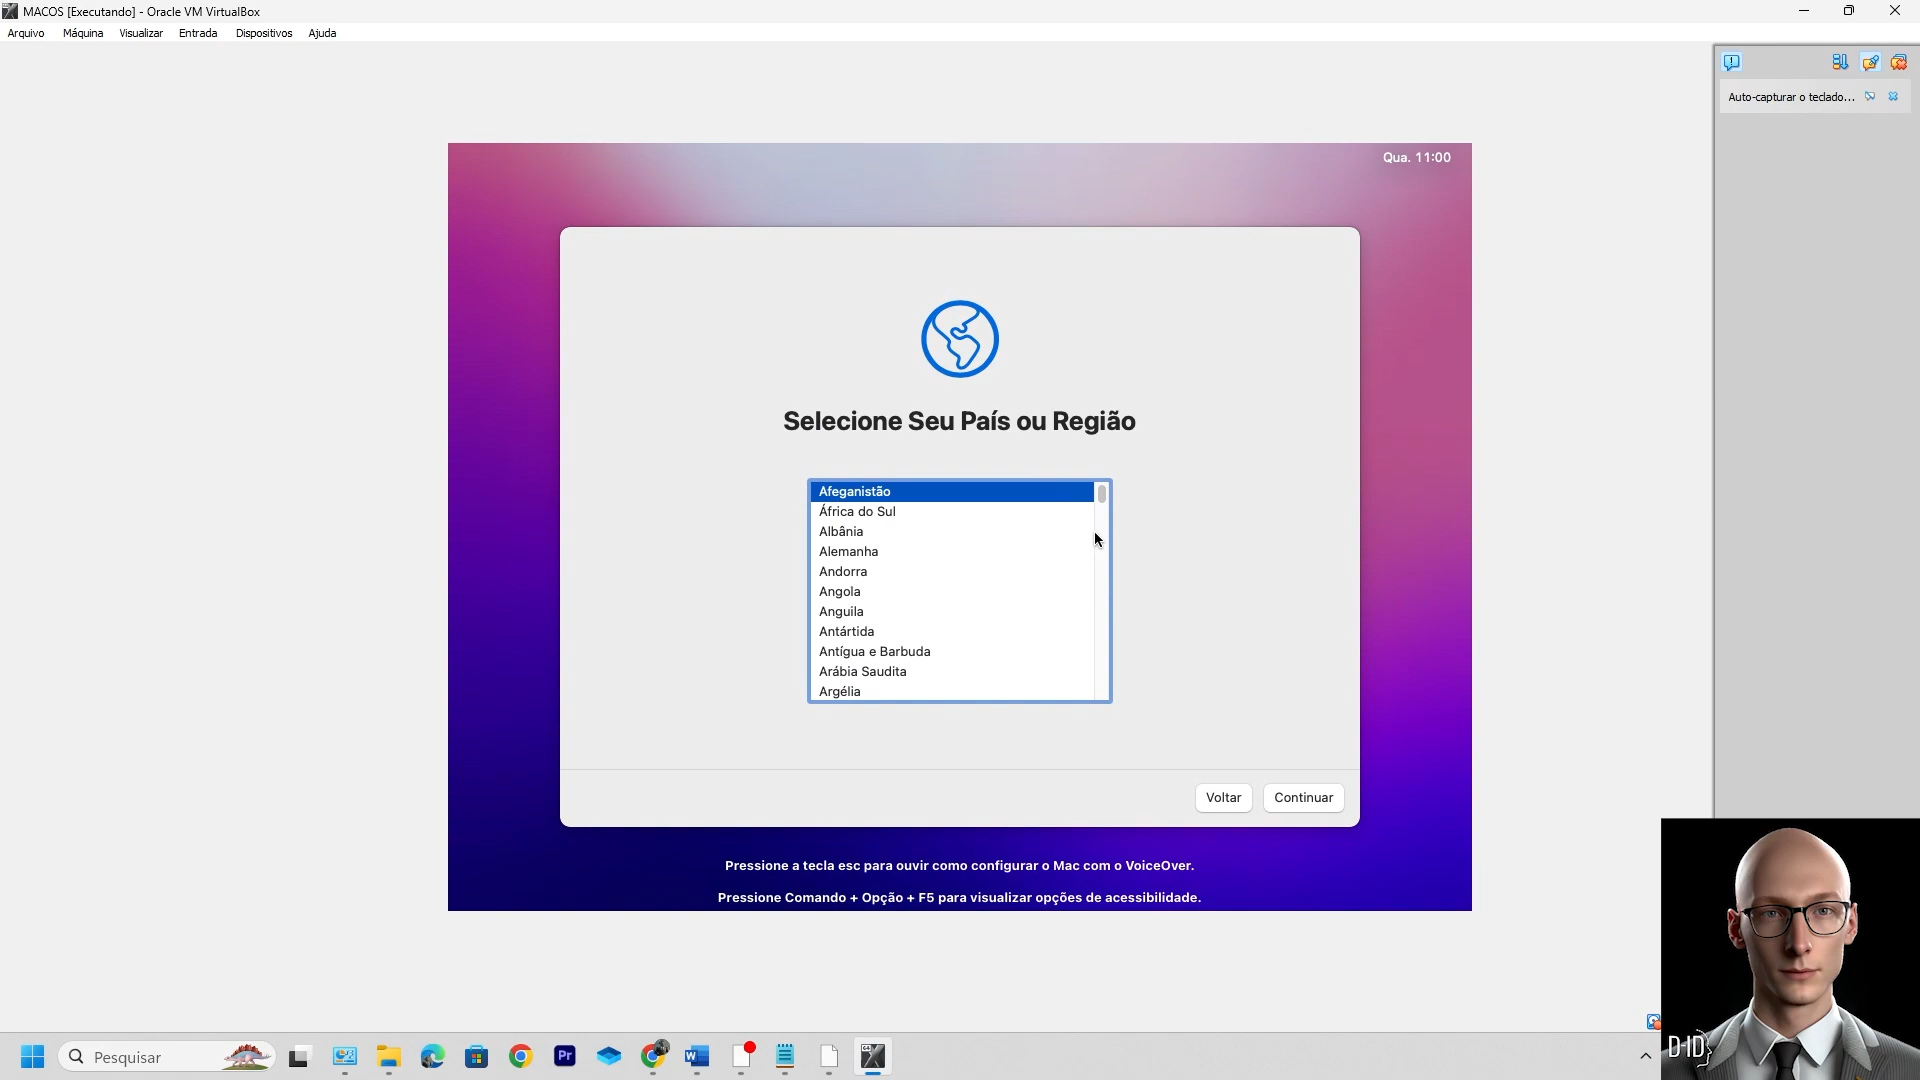 MACOS [Executando] - Oracle VM VirtualBox
Arquivo Máquina Visualizar Entrada Dispositivos Ajuda
Auto-capturar o teclado...
Qua. 11:00
Selecione Seu País ou Região
Afeganistão
África do Sul
Albânia
Alemanha
Andorra
Angola
Anguila
Antártida
Antígua e Barbuda
Arábia Saudita
Argélia
Voltar Continuar
Pressione a tecla esc para ouvir como configurar o Mac com o VoiceOver.
Pressione Comando + Opção + F5 para visualizar opções de acessibilidade.
Pesquisar
Pr
W
D-ID